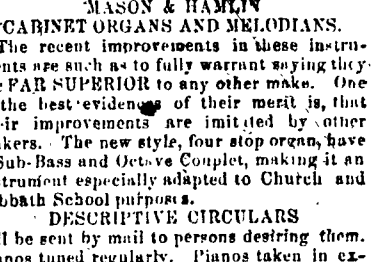 MASON & HAMLIN
CABINET ORGANS AND MELODIANS.
The recent improvements in these instru-
nts are such as to fully warrant saying they
e FAR SUPERIOR to any other make. One
the best evidences of their merit is, that
eir improvements are imitated by other
kers. The new style, four stop organ, have
Sub-Bass and Octave Couplet, making it an
strument especially adapted to Church and
bbath School purposes.
DESCRIPTIVE CIRCULARS
ll be sent by mail to persons desiring them.
anos tuned regularly. Pianos taken in ex-